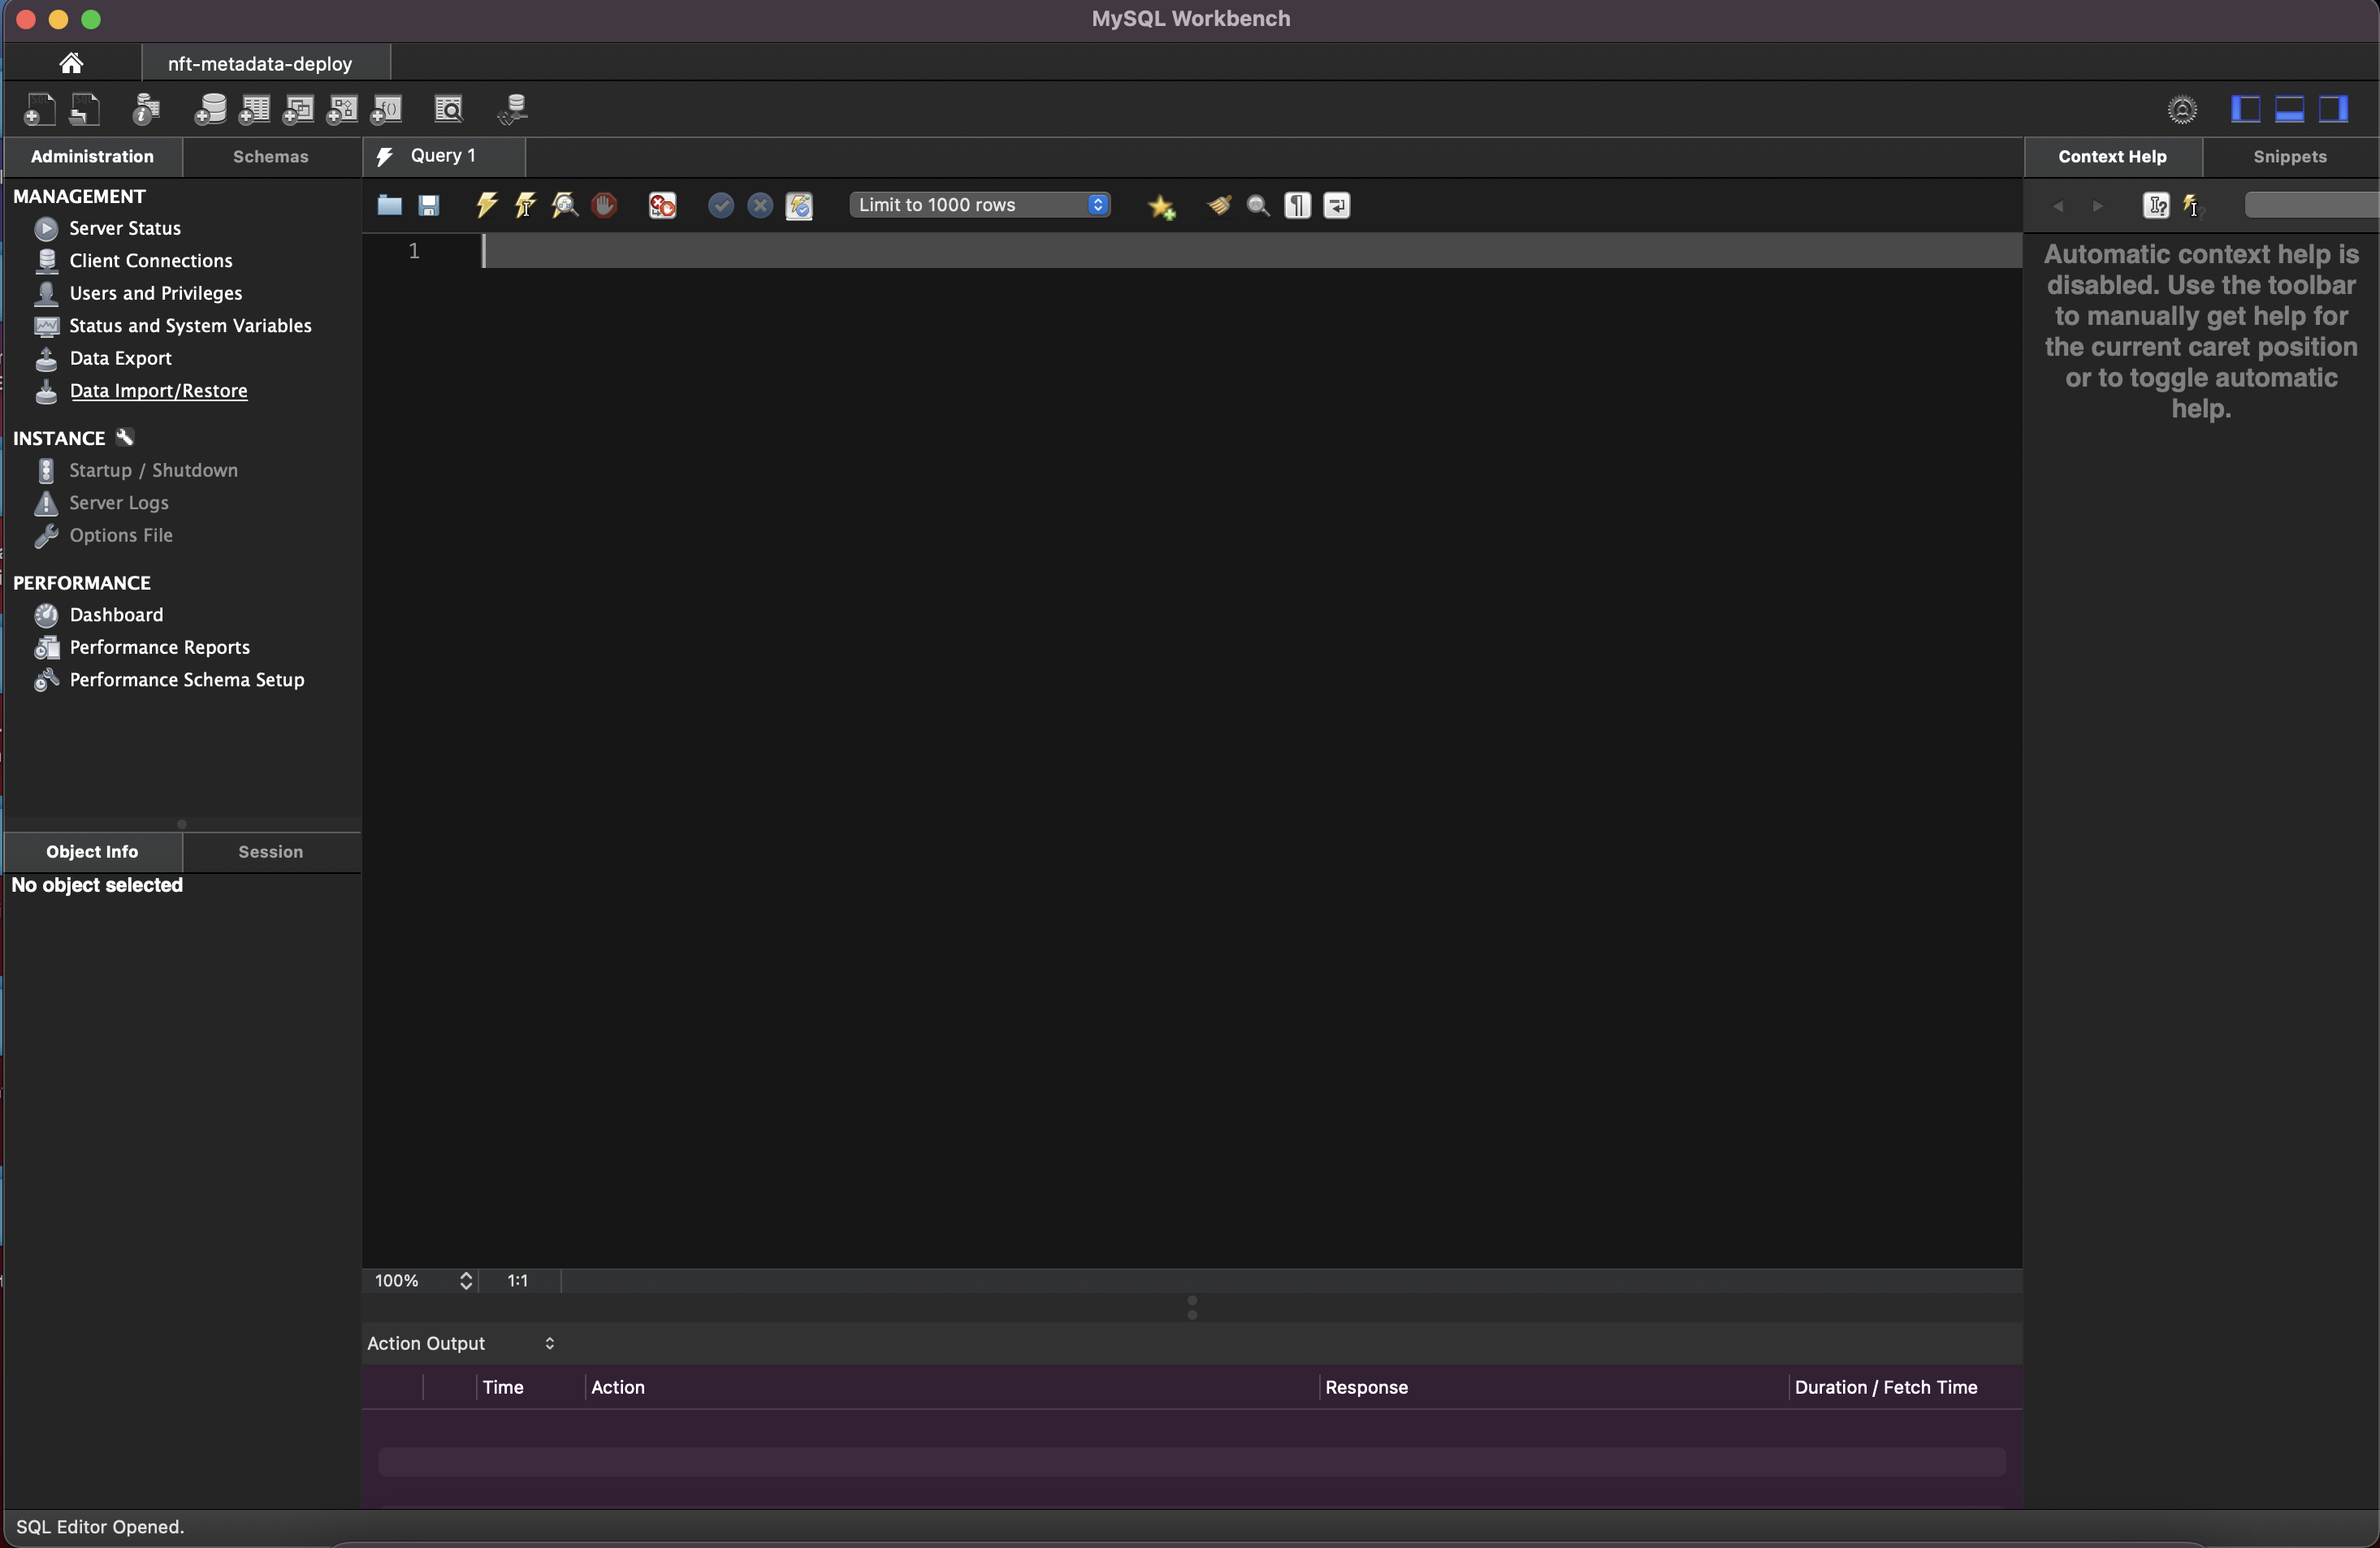 MySQL Workbench
nft-metadata-deploy
Administration
Schemas
Query 1
Context Help
Snippets
MANAGEMENT
Server Status
Client Connections
Users and Privileges
Status and System Variables
Data Export
Data Import/Restore
INSTANCE
Startup / Shutdown
Server Logs
Options File
PERFORMANCE
Dashboard
Performance Reports
Performance Schema Setup
Object Info
Session
No object selected
Limit to 1000 rows
1
Automatic context help is
disabled. Use the toolbar
to manually get help for
the current caret position
or to toggle automatic
help.
100%
1:1
Action Output
Time
Action
Response
Duration / Fetch Time
SQL Editor Opened.